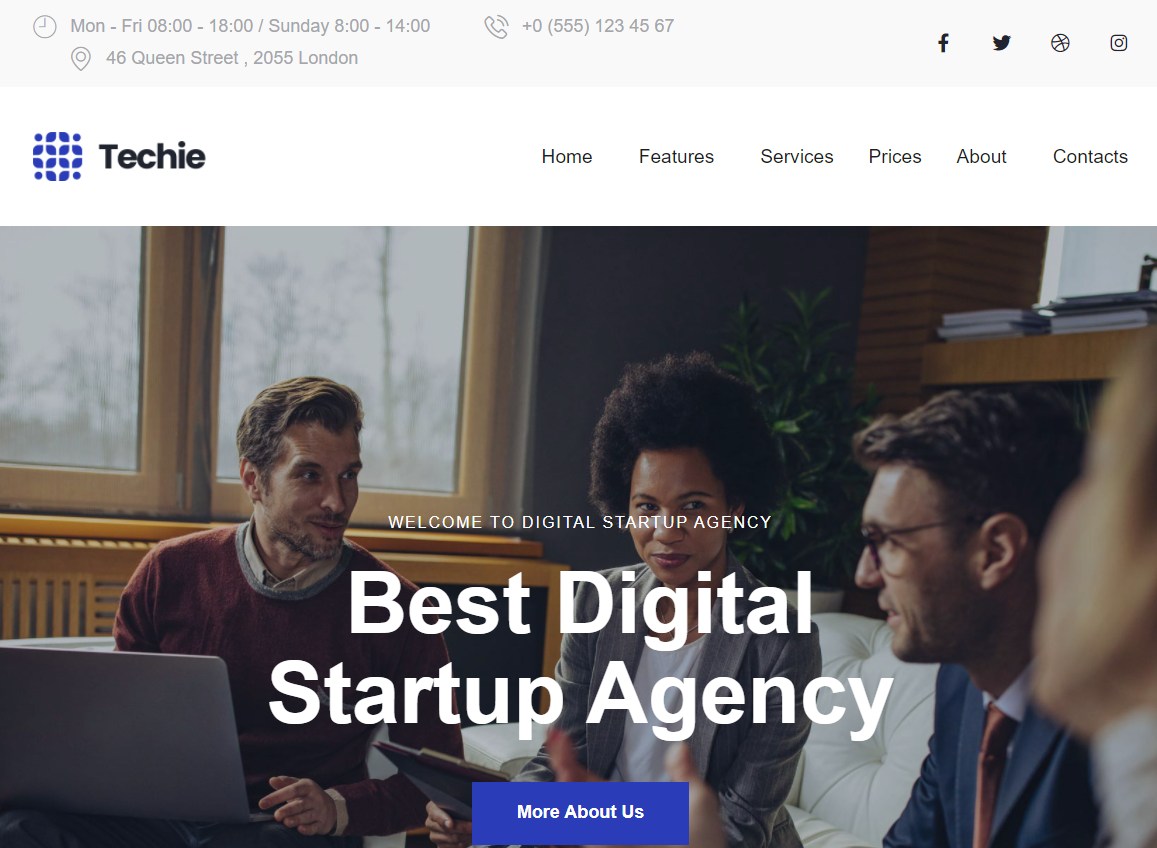 Mon - Fri 08:00 - 18:00 / Sunday 8:00 - 14:00
+0 (555) 123 45 67
46 Queen Street , 2055 London
Techie
Home Features Services Prices About Contacts
WELCOME TO DIGITAL STARTUP AGENCY
Best Digital
Startup Agency
More About Us